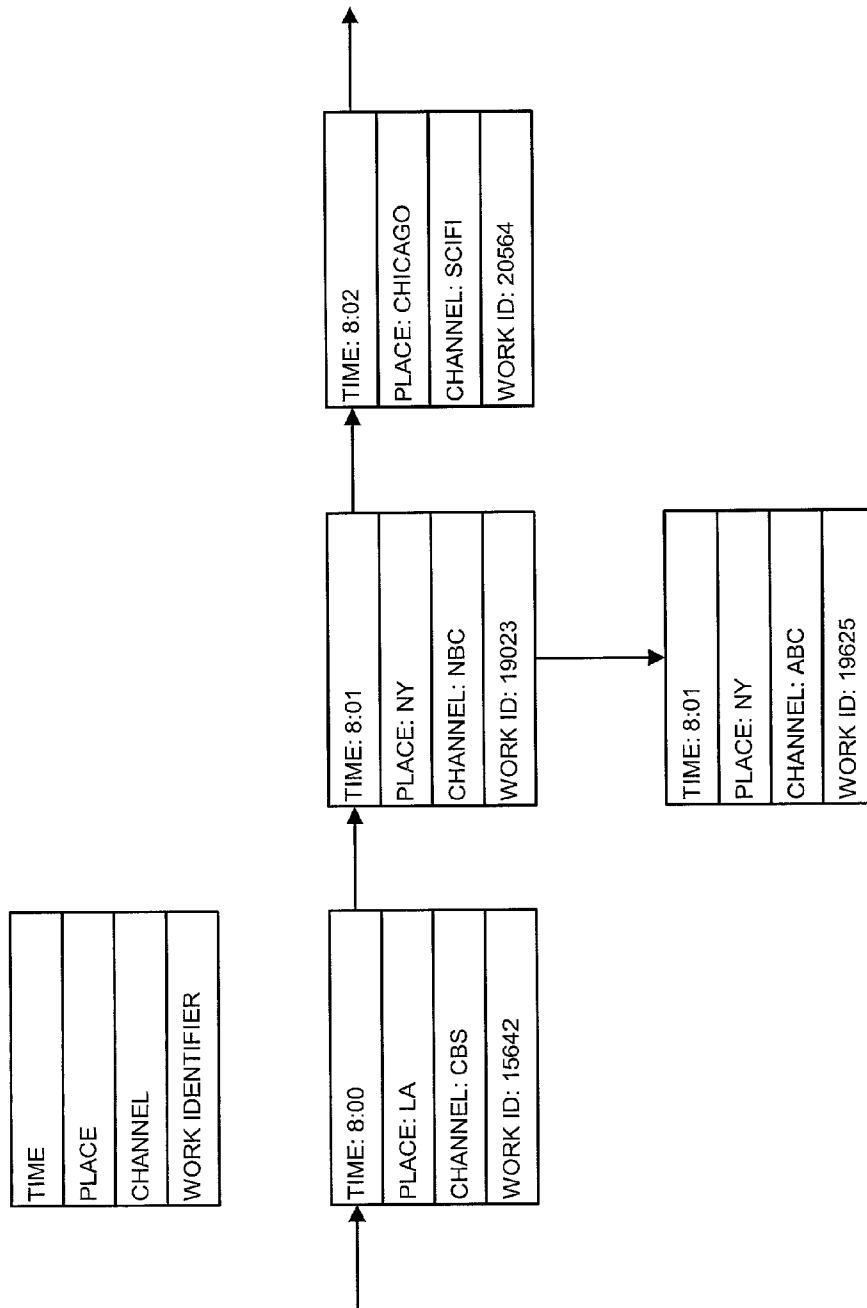 TIME
PLACE
CHANNEL
WORK IDENTIFIER
TIME: 8:00
PLACE: LA
CHANNEL: CBS
WORK ID: 15642
TIME: 8:01
PLACE: NY
CHANNEL: NBC
WORK ID: 19023
TIME: 8:02
PLACE: CHICAGO
CHANNEL: SCIFI
WORK ID: 20564
TIME: 8:01
PLACE: NY
CHANNEL: ABC
WORK ID: 19625